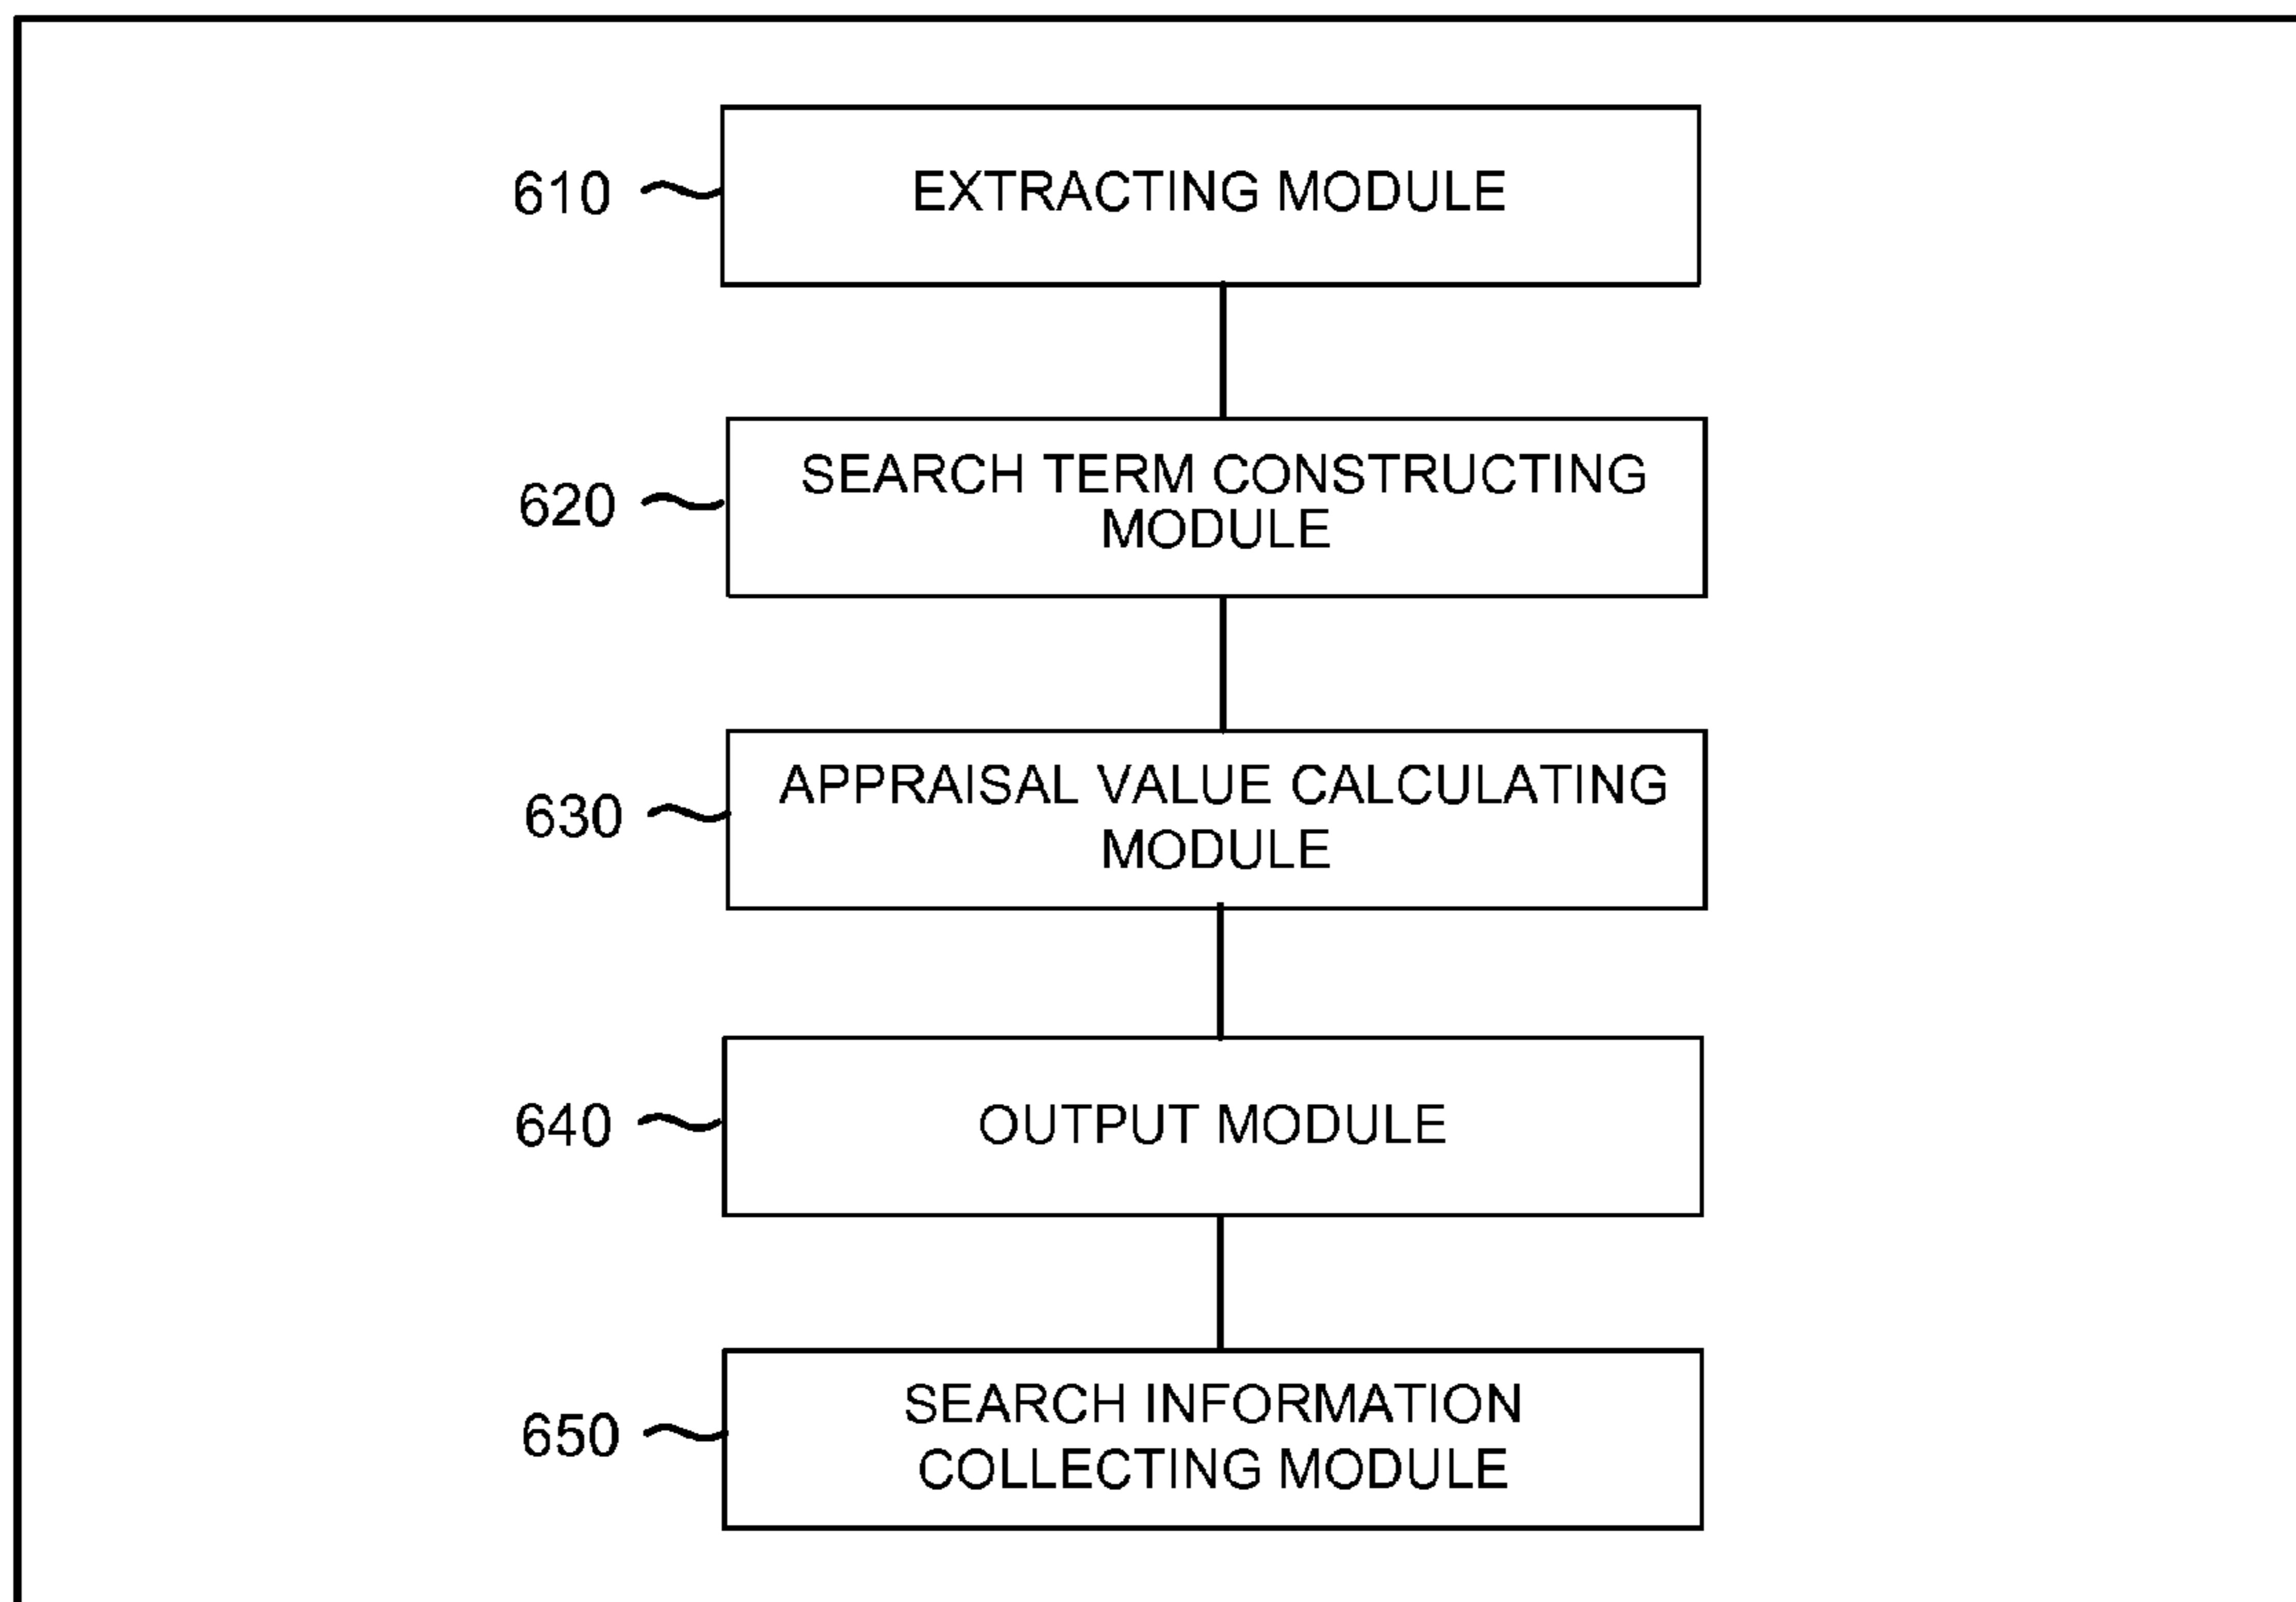 610
EXTRACTING MODULE
620
SEARCH TERM CONSTRUCTING
MODULE
630
APPRAISAL VALUE CALCULATING
MODULE
640
OUTPUT MODULE
650
SEARCH INFORMATION
COLLECTING MODULE